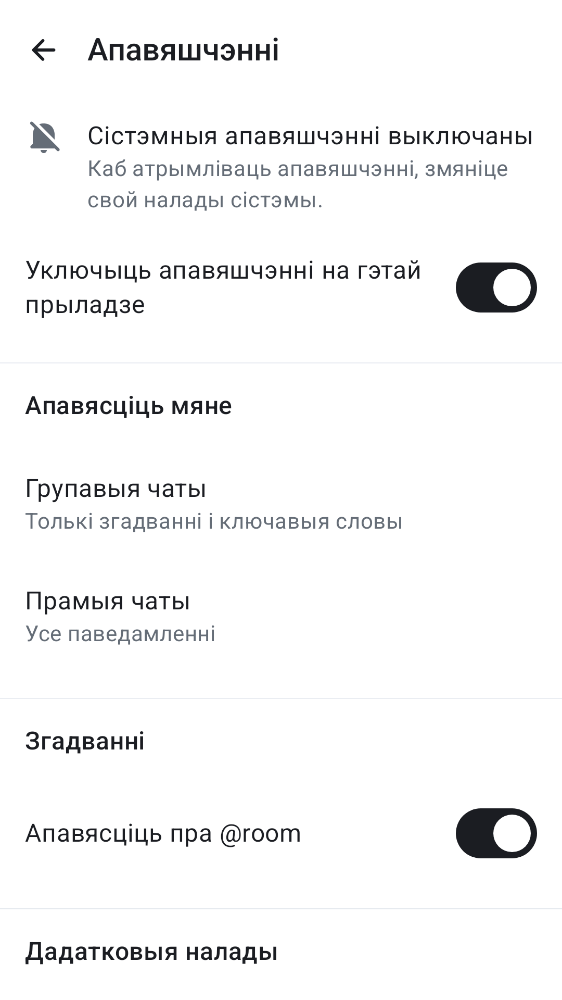 Апавяшчэнні
Сістэмныя апавяшчэнні выключаны
Каб атрымліваць апавяшчэнні, змяніце
свой налады сістэмы.
Уключыць апавяшчэнні на гэтай
прыладзе
Апавясціць мяне
Групавыя чаты
Толькі згадванні і ключавыя словы
Прамыя чаты
Усе паведамленні
Згадванні
Апавясціць пра @room
Дадатковыя налады